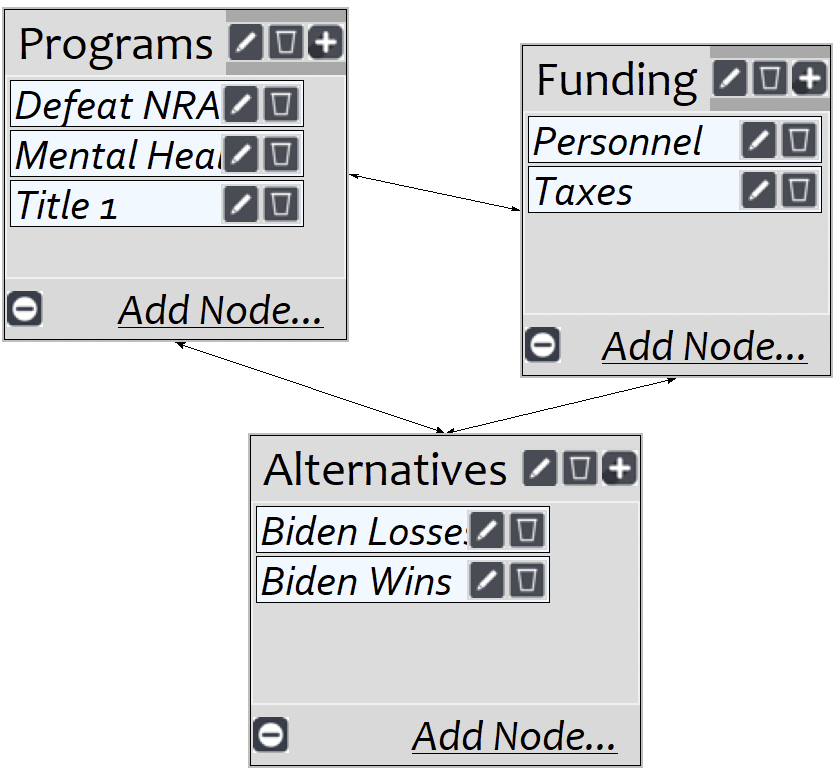 Programs
Defeat NRA
Mental Heal
Title 1
Add Node...
Funding
Personnel
Taxes
Add Node...
Alternatives
Biden Losses
Biden Wins
Add Node...